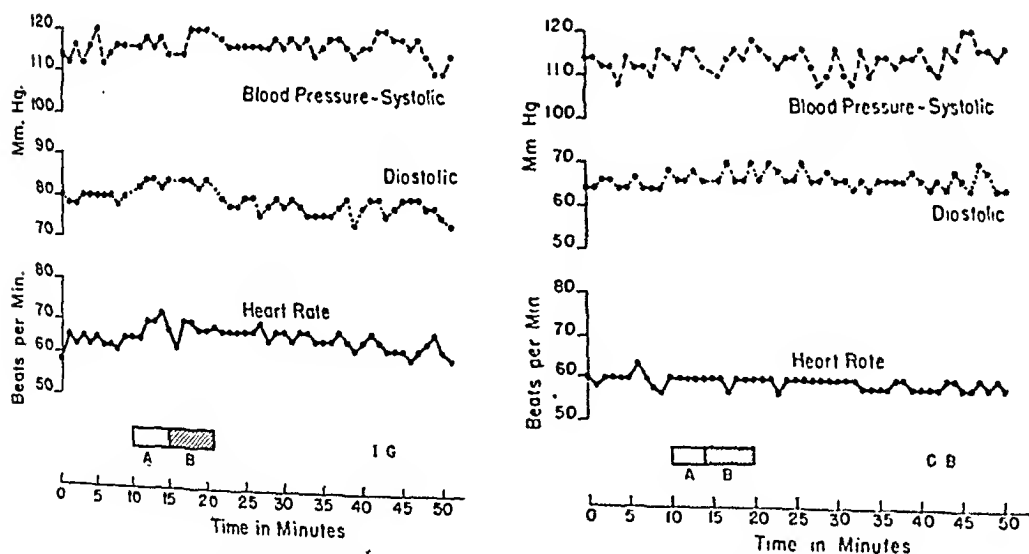 120
110
100
Mm. Hg.
Blood Pressure-Systolic
90
80
70
Diostolic
80
70
60
50
Beats per Min.
Heart Rate
A B
I G
0 5 10 15 20 25 30 35 40 45 50
Time in Minutes
120
110
100
Mm Hg
Blood Pressure-Systolic
70
65
60
50
Diostolic
80
70
60
50
Beats per Min
Heart Rote
A B
C B
0 5 10 15 20 25 30 35 40 45 50
Time in Minutes